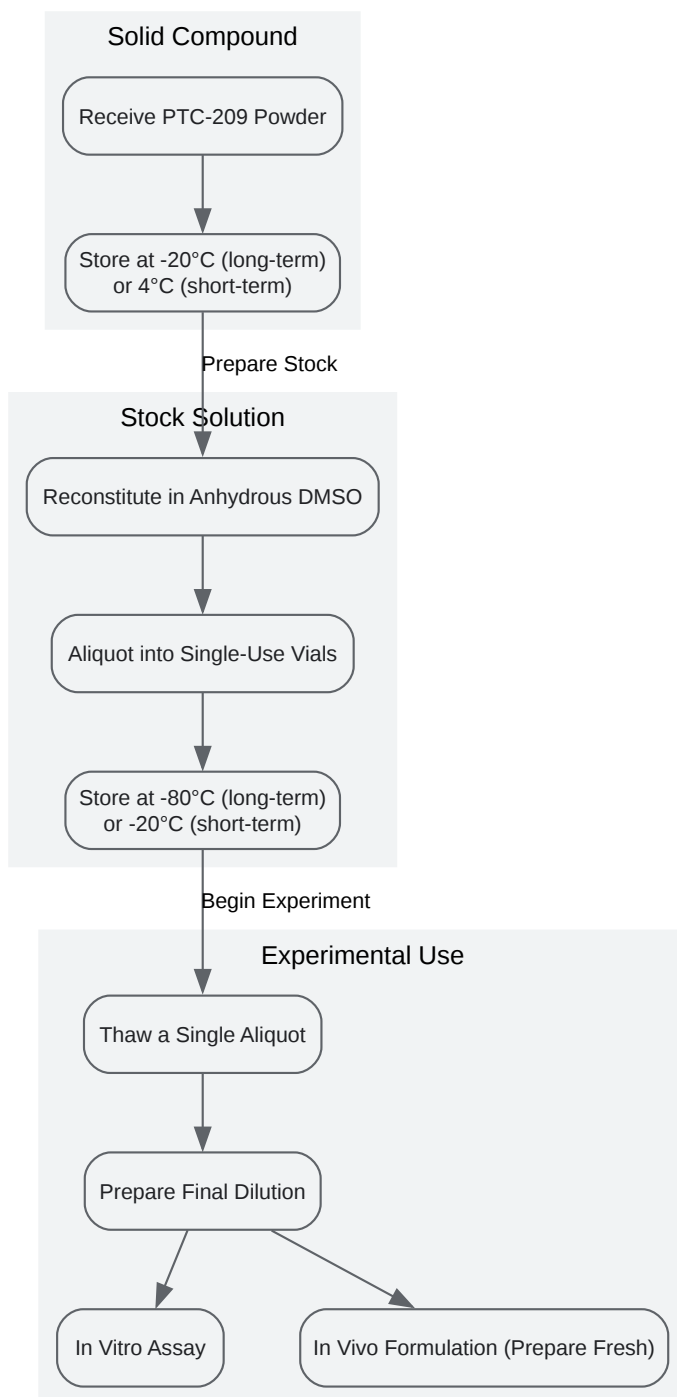 Solid Compound
Receive PTC-209 Powder
Store at -20°C (long-term)
or 4°C (short-term)
Prepare Stock
Stock Solution
Reconstitute in Anhydrous DMSO
Aliquot into Single-Use Vials
Store at -80°C (long-term)
or -20°C (short-term)
Begin Experiment
Experimental Use
Thaw a Single Aliquot
Prepare Final Dilution
In Vitro Assay
In Vivo Formulation (Prepare Fresh)